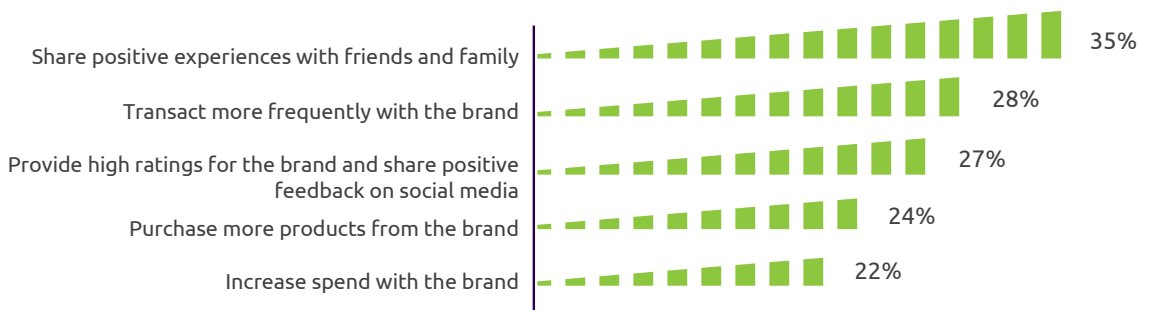 Share positive experiences with friends and family 35%
Transact more frequently with the brand 28%
Provide high ratings for the brand and share positive
feedback on social media 27%
Purchase more products from the brand 24%
Increase spend with the brand 22%